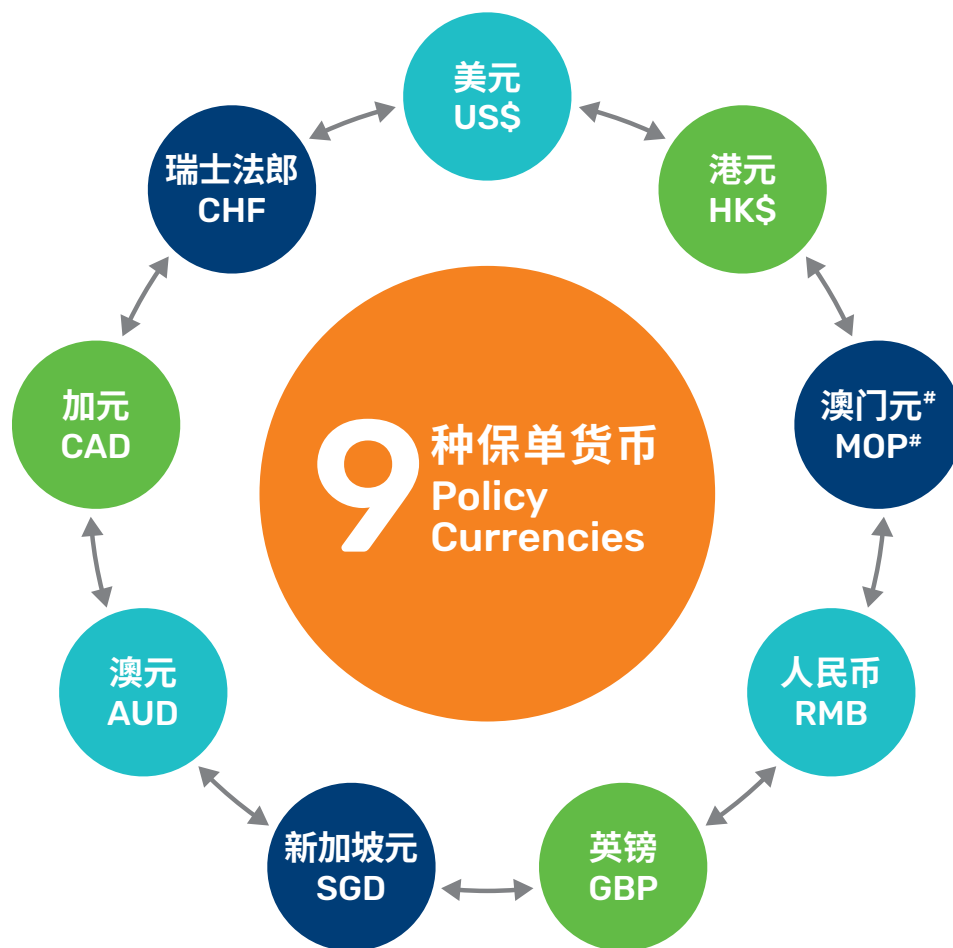 美元
US$
港元
HK$
澳门元#
MOP#
人民币
RMB
英镑
GBP
新加坡元
SGD
澳元
AUD
加元
CAD
瑞士法郎
CHF
9 种保单货币
Policy
Currencies